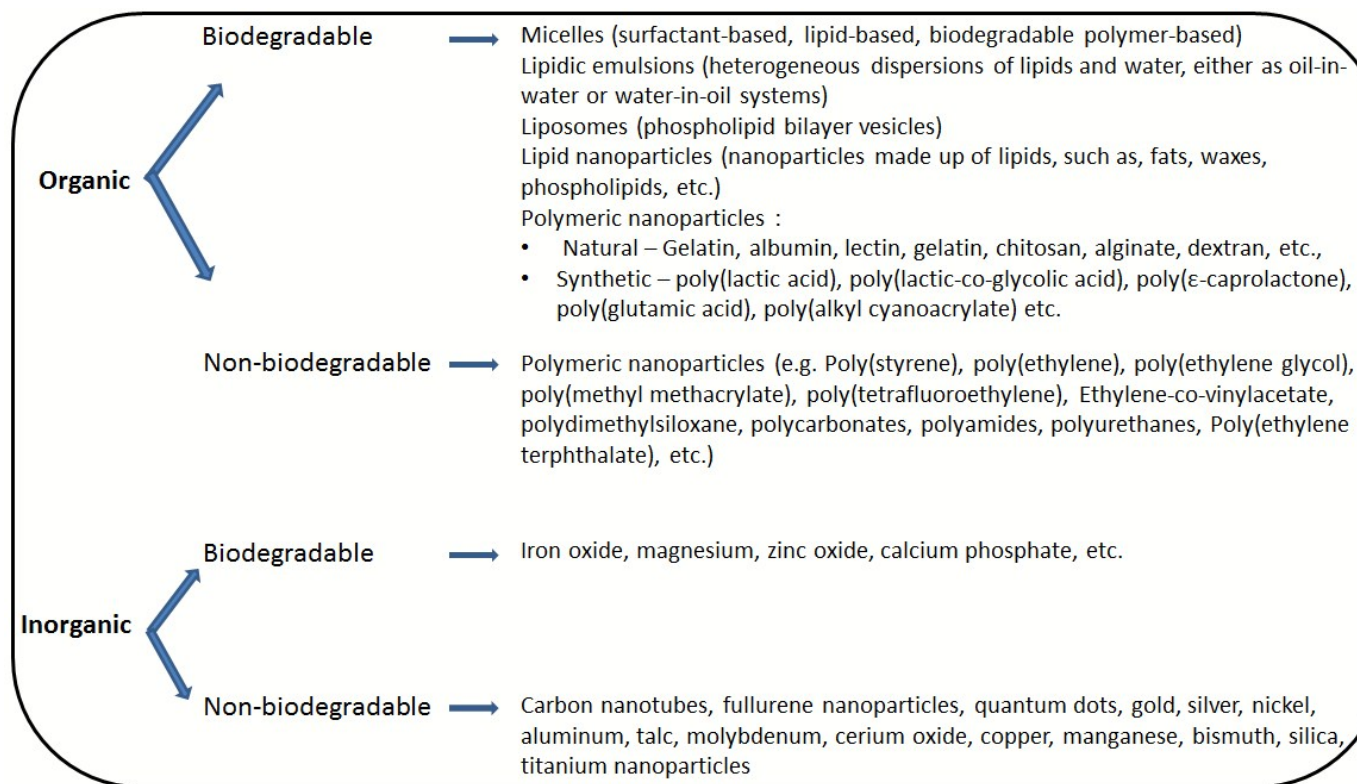 Biodegradable
Micelles (surfactant-based, lipid-based, biodegradable polymer-based)
Lipidic emulsions (heterogeneous dispersions of lipids and water, either as oil-in-
water or water-in-oil systems)
Liposomes (phospholipid bilayer vesicles)
Lipid nanoparticles (nanoparticles made up of lipids, such as, fats, waxes,
phospholipids, etc.)
Polymeric nanoparticles :
• Natural – Gelatin, albumin, lectin, gelatin, chitosan, alginate, dextran, etc.,
• Synthetic – poly(lactic acid), poly(lactic-co-glycolic acid), poly(ε-caprolactone),
poly(glutamic acid), poly(alkyl cyanoacrylate) etc.
Organic
Non-biodegradable
Polymeric nanoparticles (e.g. Poly(styrene), poly(ethylene), poly(ethylene glycol),
poly(methyl methacrylate), poly(tetrafluoroethylene), Ethylene-co-vinylacetate,
polydimethylsiloxane, polycarbonates, polyamides, polyurethanes, Poly(ethylene
terphthalate), etc.)
Biodegradable
Iron oxide, magnesium, zinc oxide, calcium phosphate, etc.
Inorganic
Non-biodegradable
Carbon nanotubes, fullurene nanoparticles, quantum dots, gold, silver, nickel,
aluminum, talc, molybdenum, cerium oxide, copper, manganese, bismuth, silica,
titanium nanoparticles